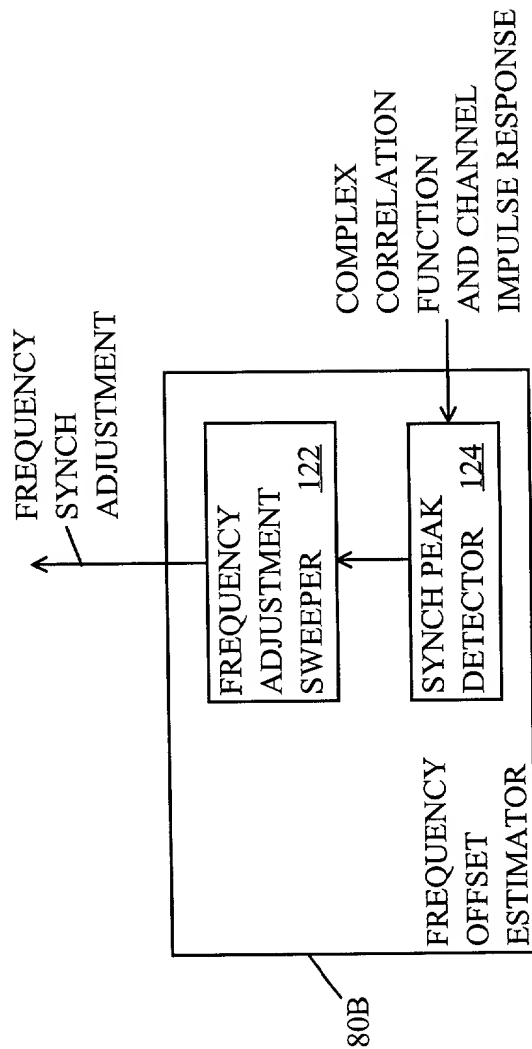 FREQUENCY
SYNCH
ADJUSTMENT
FREQUENCY
ADJUSTMENT
SWEEPER 122
SYNCH PEAK
DETECTOR 124
COMPLEX
CORRELATION
FUNCTION
AND CHANNEL
IMPULSE RESPONSE
FREQUENCY
OFFSET
ESTIMATOR
80B